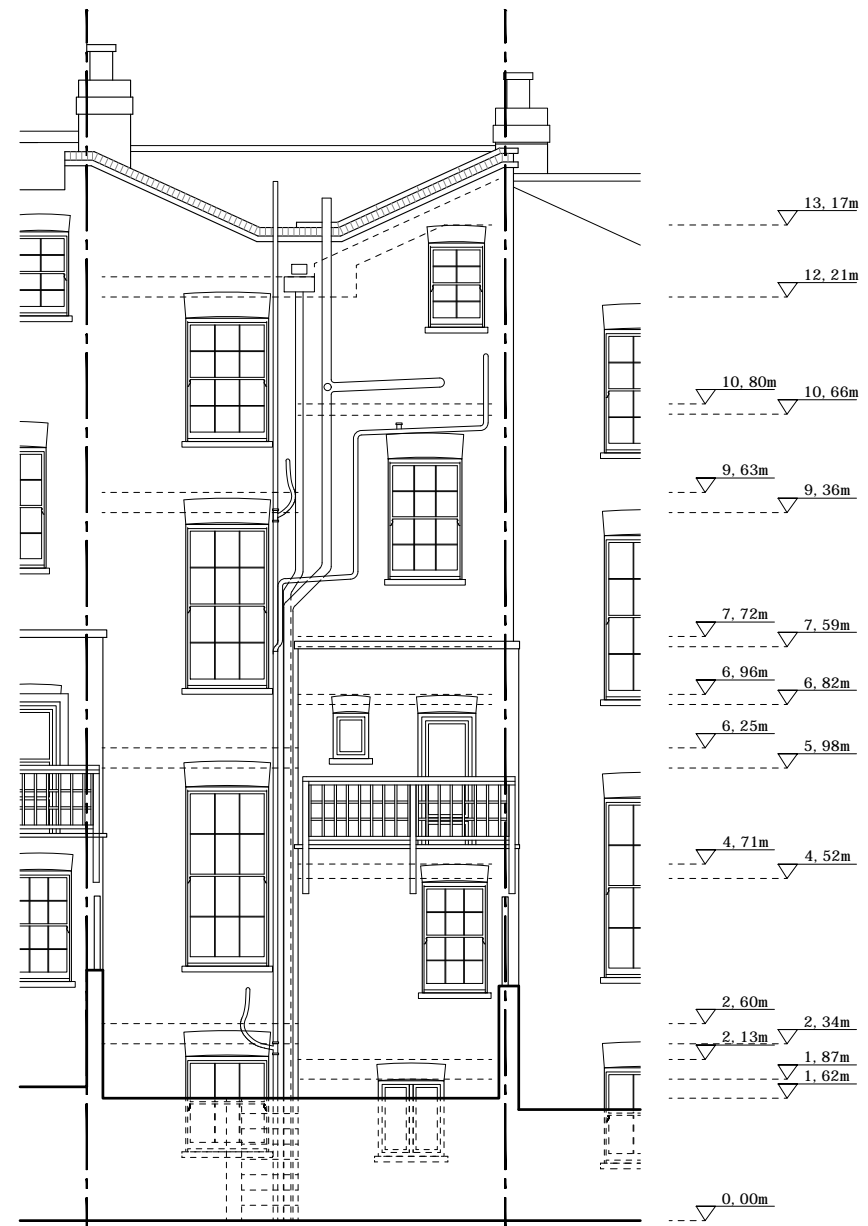 13, 17m
12, 21m
10, 80m
10, 66m
9, 63m
9, 36m
7, 72m
7, 59m
6, 96m
6, 82m
6, 25m
5, 98m
4, 71m
4, 52m
2, 60m
2, 34m
2, 13m
1, 87m
1, 62m
0, 00m